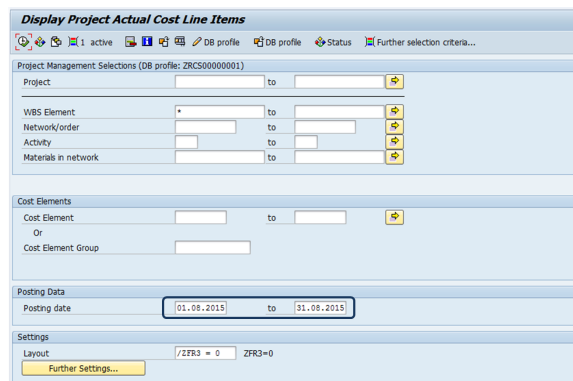 Display Project Actual Cost Line Items
1 active DB profile DB profile Status Further selection criteria...
Project Management Selections (DB profile: ZRCS00000001)
Project to
WBS Element * to
Network/order to
Activity to
Materials in network to
Cost Elements
Cost Element to
Or
Cost Element Group
Posting Data
Posting date 01.08.2015 to 31.08.2015
Settings
Layout /ZFR3 = 0 ZFR3=0
Further Settings...